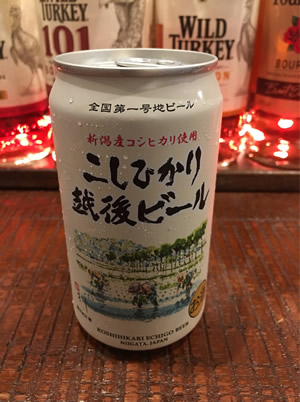 WILD
TURKEY
101
WILD
TURKEY
BOURBON
全国第一号地ビール
新潟産コシヒカリ使用
こしひかり
越後ビール
KOSHIHIKARI ECHIGO BEER
NIIGATA, JAPAN